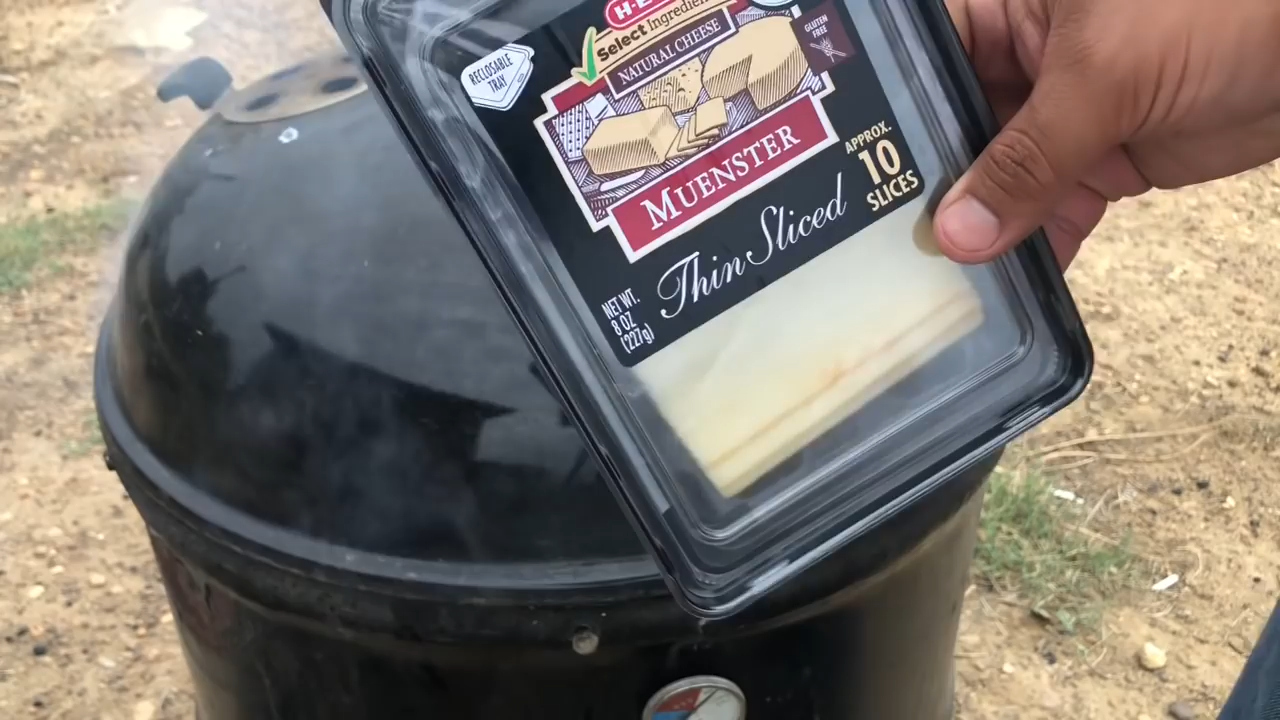 H-E-B
Select Ingredients
NATURAL CHEESE
GLUTEN
FREE
RECLOSABLE
TRAY
MUENSTER
APPROX.
10
SLICES
Thin Sliced
NET WT.
8 OZ
(227g)